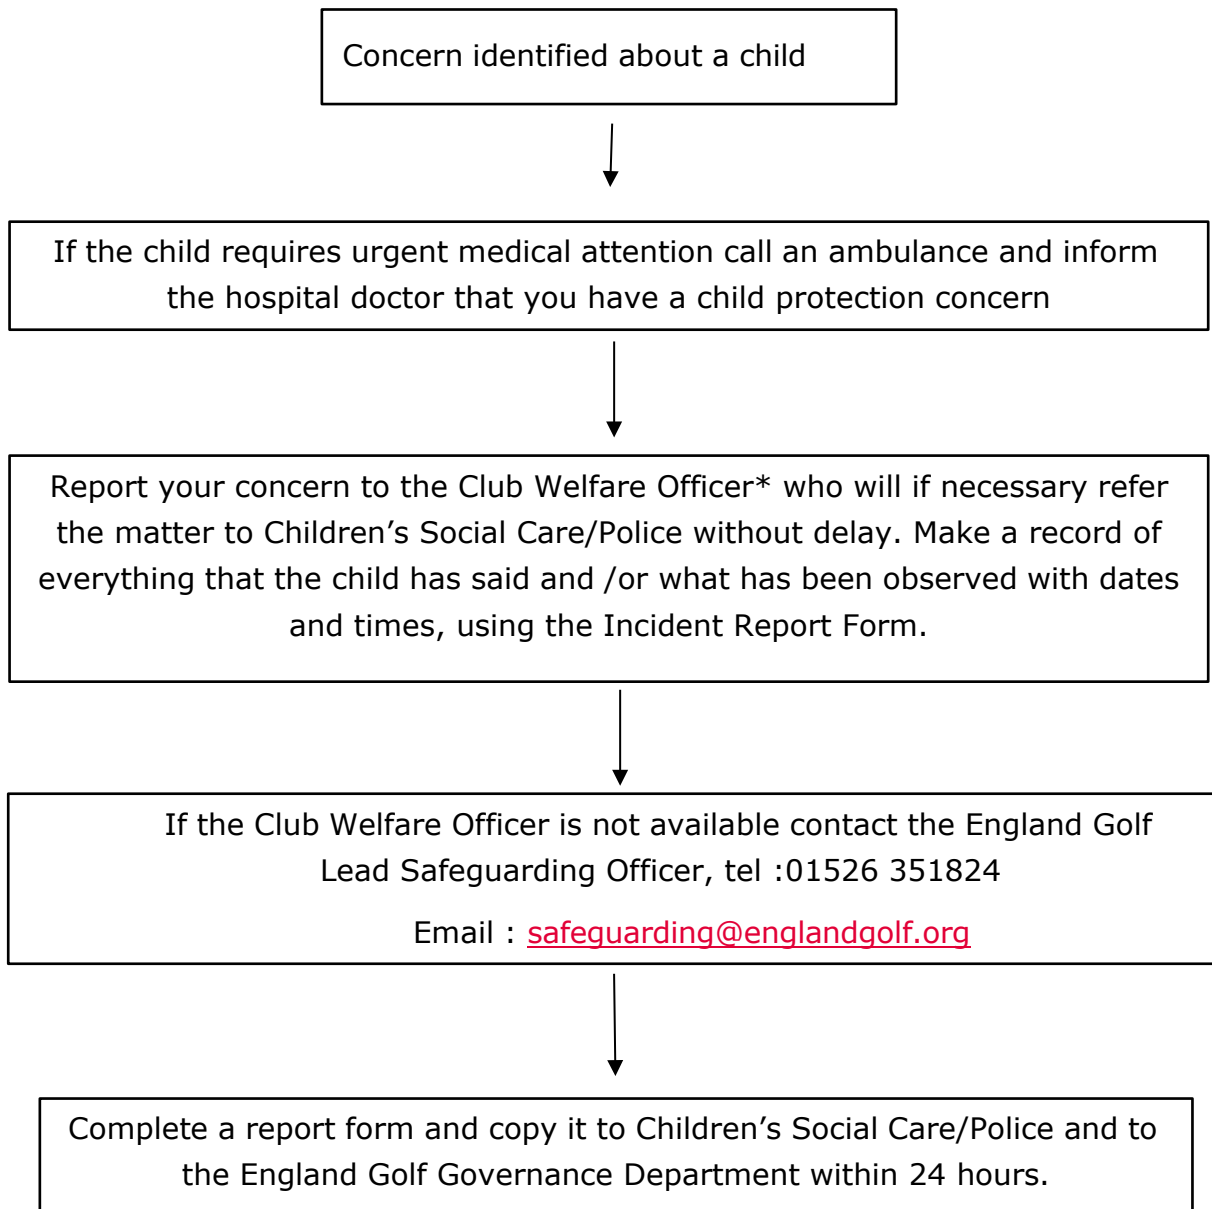 Concern identified about a child
If the child requires urgent medical attention call an ambulance and inform
the hospital doctor that you have a child protection concern
Report your concern to the Club Welfare Officer* who will if necessary refer
the matter to Children’s Social Care/Police without delay. Make a record of
everything that the child has said and /or what has been observed with dates
and times, using the Incident Report Form.
If the Club Welfare Officer is not available contact the England Golf
Lead Safeguarding Officer, tel :01526 351824
Email : safeguarding@englandgolf.org
Complete a report form and copy it to Children’s Social Care/Police and to
the England Golf Governance Department within 24 hours.